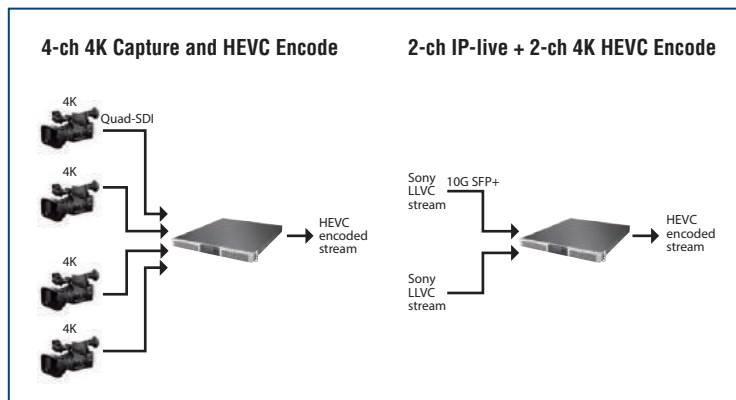 4-ch 4K Capture and HEVC Encode
4K
Quad-SDI
4K
4K
4K
HEVC
encoded
stream
2-ch IP-live + 2-ch 4K HEVC Encode
Sony
LLVC
stream
10G SFP+
Sony
LLVC
stream
HEVC
encoded
stream